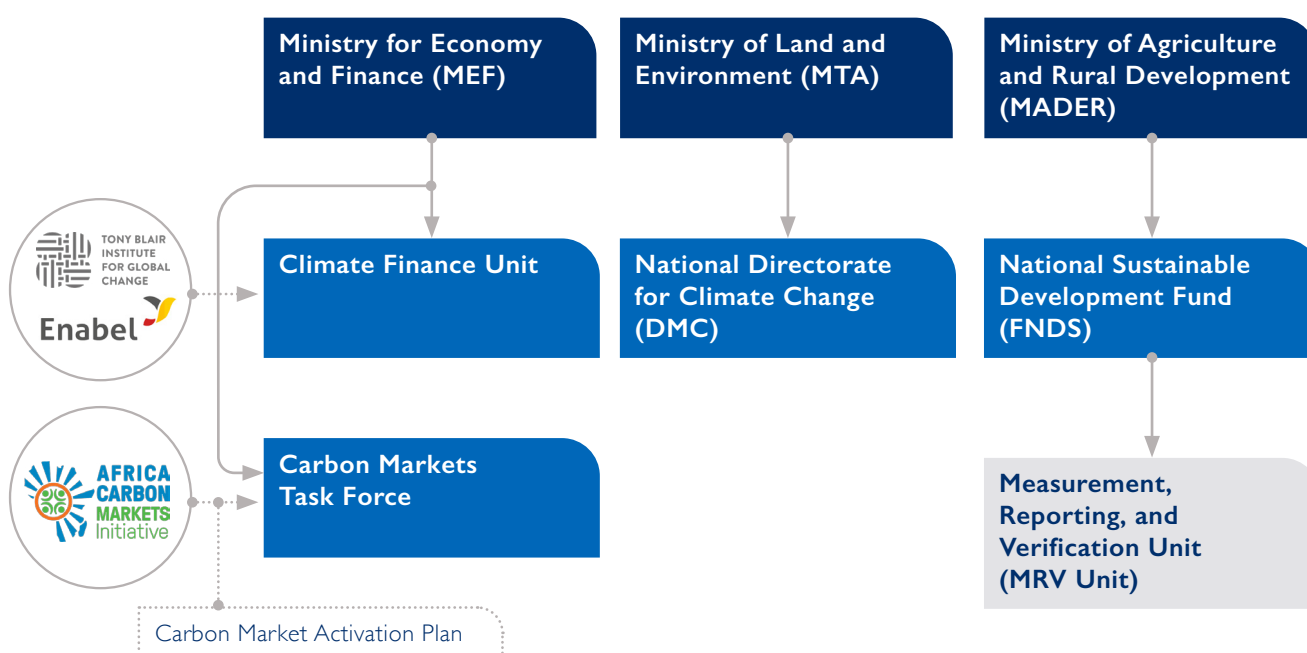 Ministry for Economy
and Finance (MEF)
Ministry of Land and
Environment (MTA)
Ministry of Agriculture
and Rural Development
(MADER)
TONY BLAIR
INSTITUTE
FOR GLOBAL
CHANGE
Enabel
Climate Finance Unit
National Directorate
for Climate Change
(DMC)
National Sustainable
Development Fund
(FNDS)
AFRICA
CARBON
MARKETS
Initiative
Carbon Markets
Task Force
Measurement,
Reporting, and
Verification Unit
(MRV Unit)
Carbon Market Activation Plan